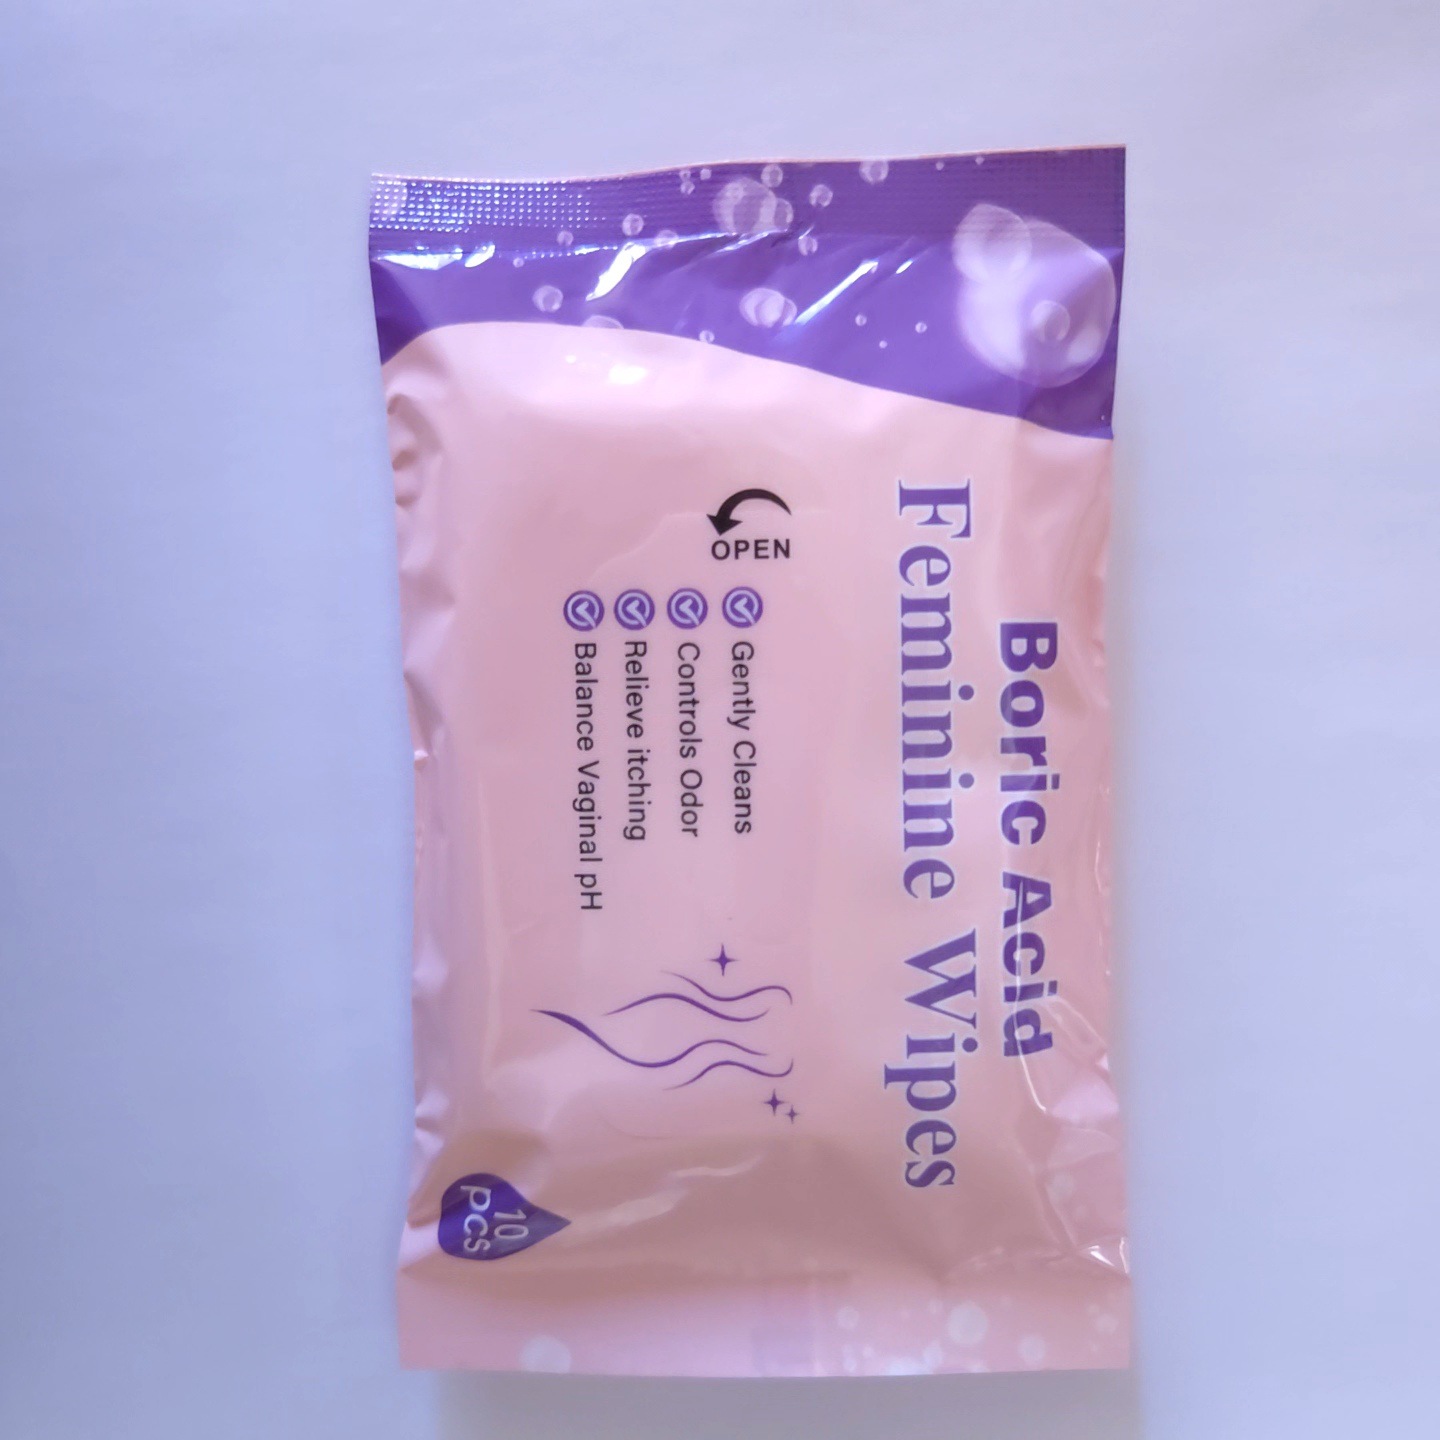 Boric Acid
Feminine Wipes
OPEN
Gently Cleans
Controls Odor
Relieve itching
Balance Vaginal pH
10
PCS